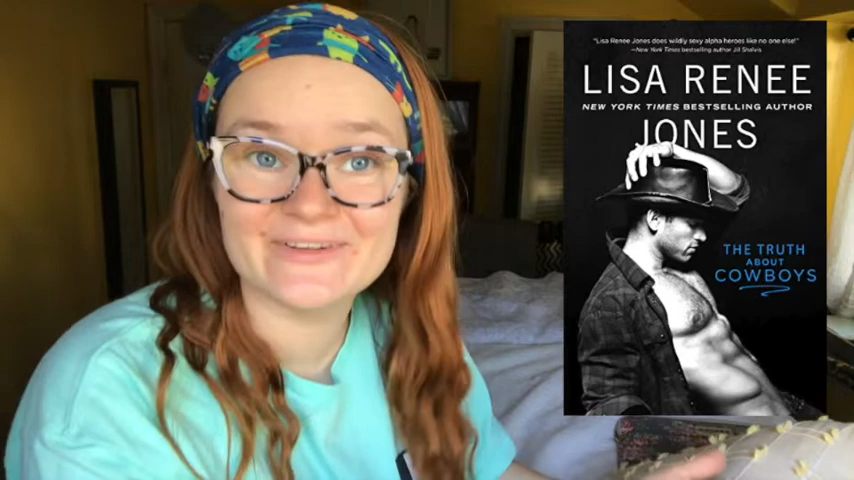 "Lisa Renee Jones does wildly sexy alpha heroes like no one else!"
—New York Times bestselling author Jill Shalvis
LISA RENEE
NEW YORK TIMES BESTSELLING AUTHOR
JONES
THE TRUTH
ABOUT
COWBOYS